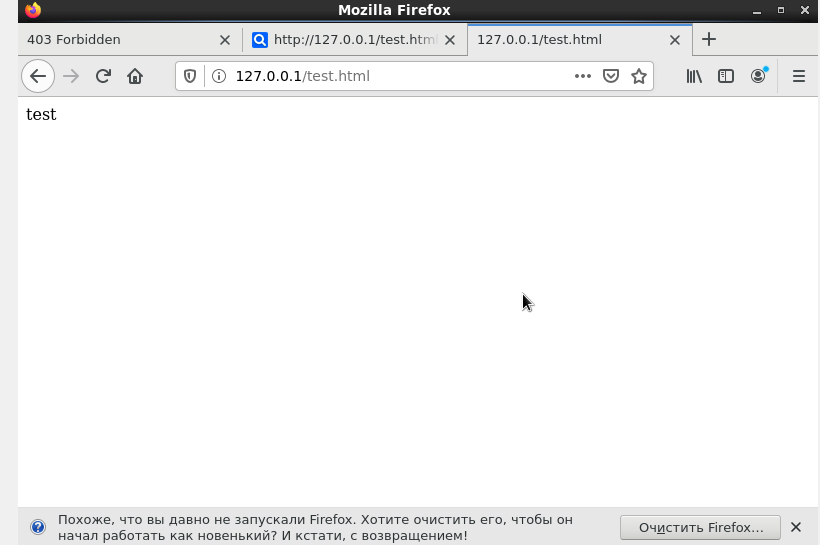 Mozilla Firefox
403 Forbidden
http://127.0.0.1/test.html
127.0.0.1/test.html
127.0.0.1/test.html
test
Похоже, что вы давно не запускали Firefox. Хотите очистить его, чтобы он
начал работать как новенький? И кстати, с возвращением!
Очистить Firefox...